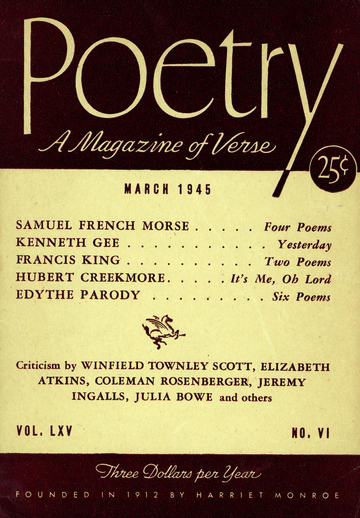 Poetry
A Magazine of Verse
25¢
MARCH 1945
SAMUEL FRENCH MORSE . . . . . Four Poems
KENNETH GEE . . . . . . . . . . . . Yesterday
FRANCIS KING . . . . . . . . . . . Two Poems
HUBERT CREEKMORE . . . . . It's Me, Oh Lord
EDYTHE PARODY . . . . . . . . . Six Poems
Criticism by WINFIELD TOWNLEY SCOTT, ELIZABETH
ATKINS, COLEMAN ROSENBERGER, JEREMY
INGALLS, JULIA BOWE and others
VOL. LXV NO. VI
Three Dollars per Year
FOUNDED IN 1912 BY HARRIET MONROE